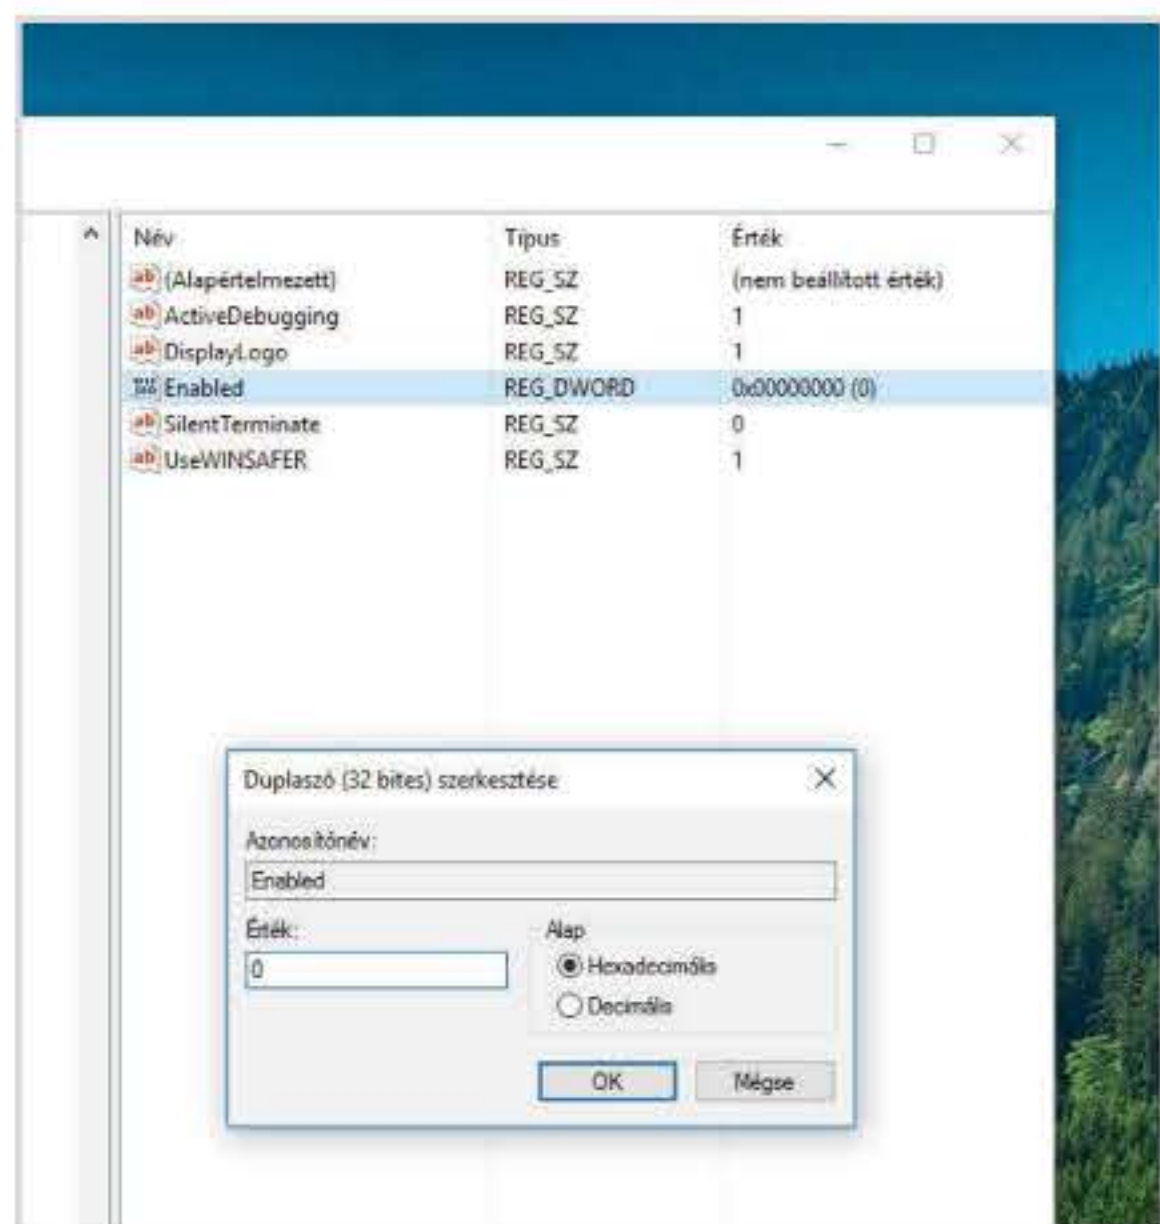 Név Típus Érték
(Alapértelmezett) REG_SZ (nem beállított érték)
ActiveDebugging REG_SZ 1
DisplayLogo REG_SZ 1
Enabled REG_DWORD 0x00000000 (0)
SilentTerminate REG_SZ 0
UseWINSAFER REG_SZ 1
Duplaszó (32 bites) szerkesztése
Azonosítónév:
Enabled
Érték:
0
Alap
Hexadecimális
Decimális
OK Mégse